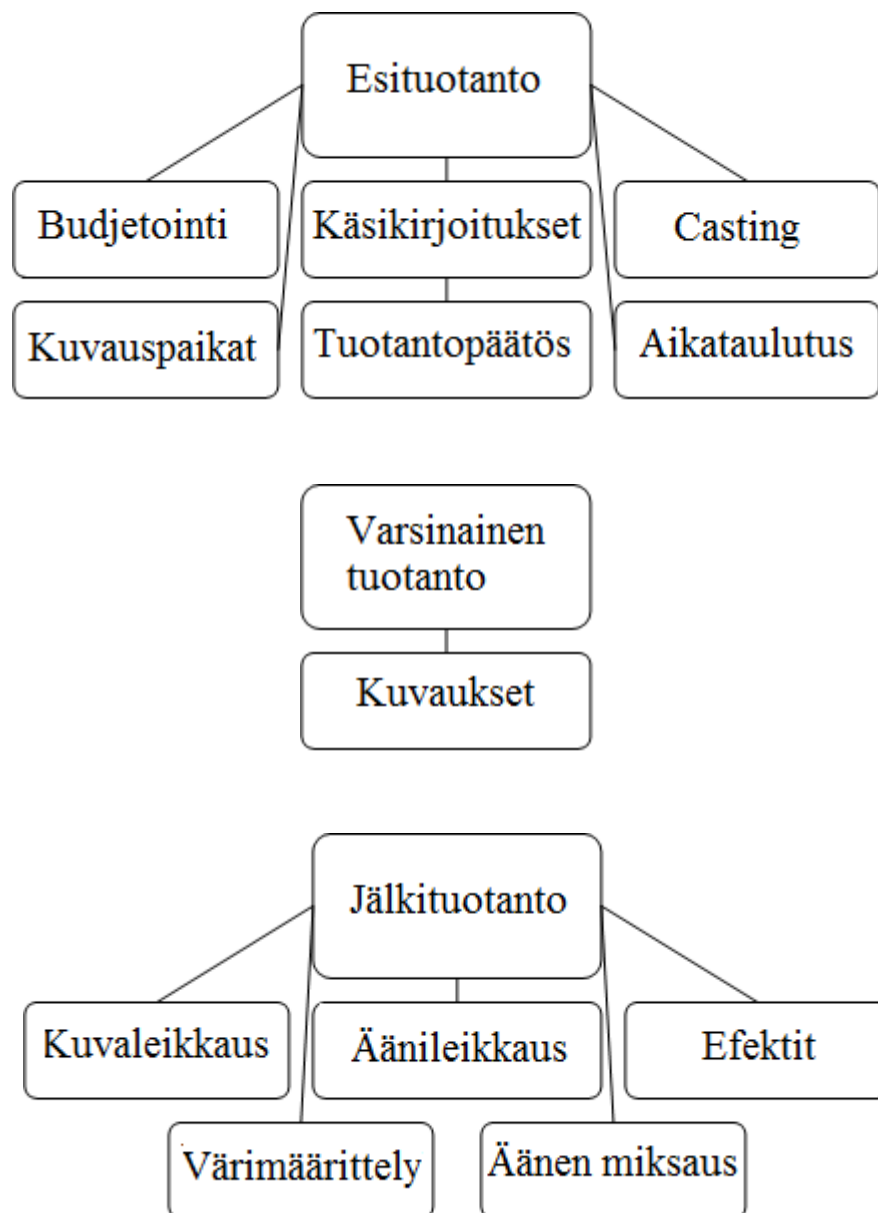 Esituotanto
Budjetointi
Käsikirjoitukset
Casting
Kuvauspaikat
Tuotantopäätös
Aikataulutus
Varsinainen
tuotanto
Kuvaukset
Jälkituotanto
Kuvaleikkaus
Äänileikkaus
Efektit
Värimäärittely
Äänen miksaus